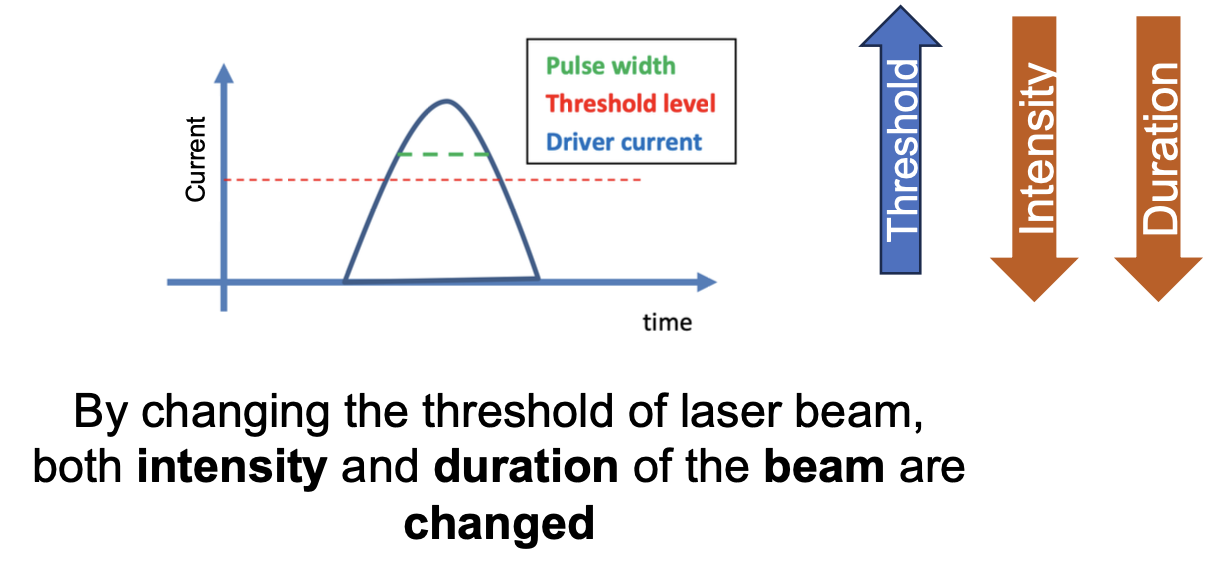 Pulse width
Threshold level
Driver current
Current
time
Threshold
Intensity
Duration
By changing the threshold of laser beam,
both intensity and duration of the beam are
changed